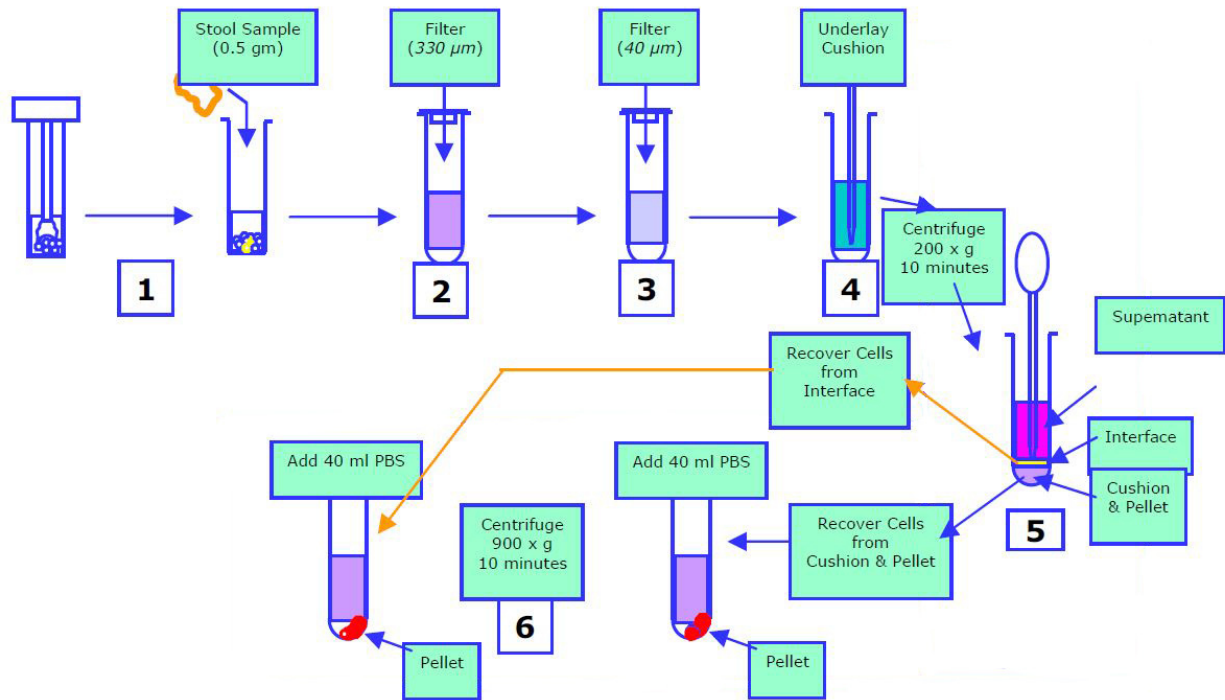 Stool Sample
(0.5 gm)
Filter
(330 µm)
Filter
(40 µm)
Underlay
Cushion
1
2
3
4
Centrifuge
200 x g
10 minutes
Supematant
Interface
Cushion
& Pellet
5
Recover Cells
from
Interface
Recover Cells
from
Cushion & Pellet
Add 40 ml PBS
Add 40 ml PBS
Centrifuge
900 x g
10 minutes
6
Pellet
Pellet